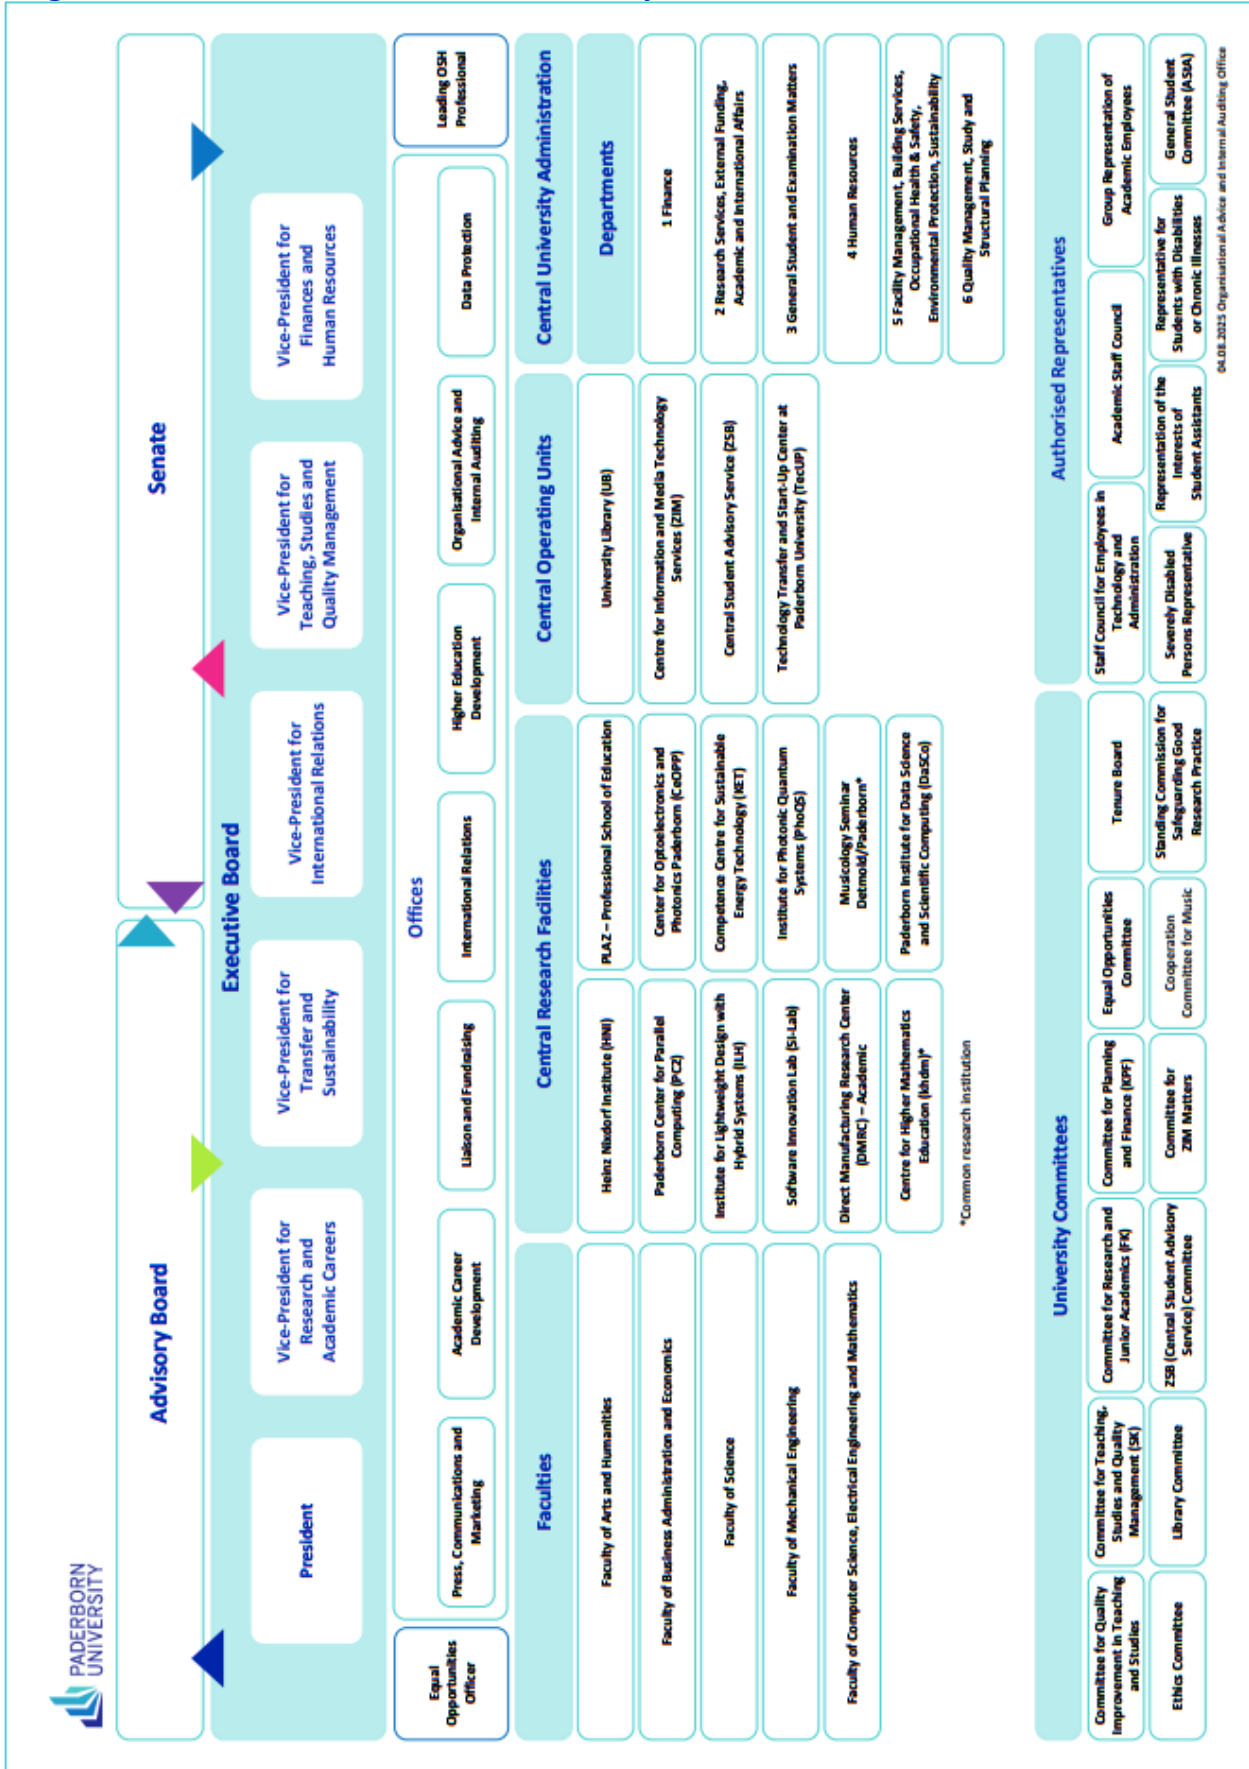 PADERBORN
UNIVERSITY
Advisory Board
Senate
Executive Board
President
Vice-President for
Research and
Academic Careers
Vice-President for
Transfer and
Sustainability
Vice-President for
International Relations
Vice-President for
Teaching, Studies and
Quality Management
Vice-President for
Finances and
Human Resources
Equal
Opportunities
Officer
Offices
Press, Communications and
Marketing
Academic Career
Development
Liaison and Fundraising
International Relations
Higher Education
Development
Organisational Advice and
Internal Auditing
Data Protection
Leading OSH
Professional
Faculties
Faculty of Arts and Humanities
Faculty of Business Administration and Economics
Faculty of Science
Faculty of Mechanical Engineering
Faculty of Computer Science, Electrical Engineering and Mathematics
Central Research Facilities
Heinz Nixdorf Institute (HNI)
Paderborn Center for Parallel
Computing (PC2)
Institute for Lightweight Design with
Hybrid Systems (ILH)
Software Innovation Lab (SI-Lab)
Direct Manufacturing Research Center
(DMRC) – Academic
Centre for Higher Mathematics
Education (khdm)*
PLAZ – Professional School of Education
Center for Optoelectronics and
Photonics Paderborn (CeOPP)
Competence Centre for Sustainable
Energy Technology (KET)
Institute for Photonic Quantum
Systems (PhoQS)
Musicology Seminar
Detmold/Paderborn*
Paderborn Institute for Data Science
and Scientific Computing (DaSCo)
*Common research institution
Central Operating Units
University Library (UB)
Centre for Information and Media Technology
Services (ZIM)
Central Student Advisory Service (ZSB)
Technology Transfer and Start-Up Center at
Paderborn University (TecUP)
Central University Administration
Departments
1 Finance
2 Research Services, External Funding,
Academic and International Affairs
3 General Student and Examination Matters
4 Human Resources
5 Facility Management, Building Services,
Occupational Health & Safety,
Environmental Protection, Sustainability
6 Quality Management, Study and
Structural Planning
University Committees
Committee for Quality
Improvement in Teaching
and Studies
Committee for Teaching,
Studies and Quality
Management (SK)
Committee for Research and
Junior Academics (FK)
Committee for Planning
and Finance (KPF)
Equal Opportunities
Committee
Tenure Board
Ethics Committee
Library Committee
ZSB (Central Student Advisory
Service) Committee
Committee for
ZIM Matters
Cooperation
Committee for Music
Standing Commission for
Safeguarding Good
Research Practice
Authorised Representatives
Staff Council for Employees in
Technology and
Administration
Academic Staff Council
Group Representation of
Academic Employees
Severely Disabled
Persons Representative
Representation of the
Interests of
Student Assistants
Representative for
Students with Disabilities
or Chronic Illnesses
General Student
Committee (AStA)
04.08.2025 Organisational Advice and Internal Auditing Office